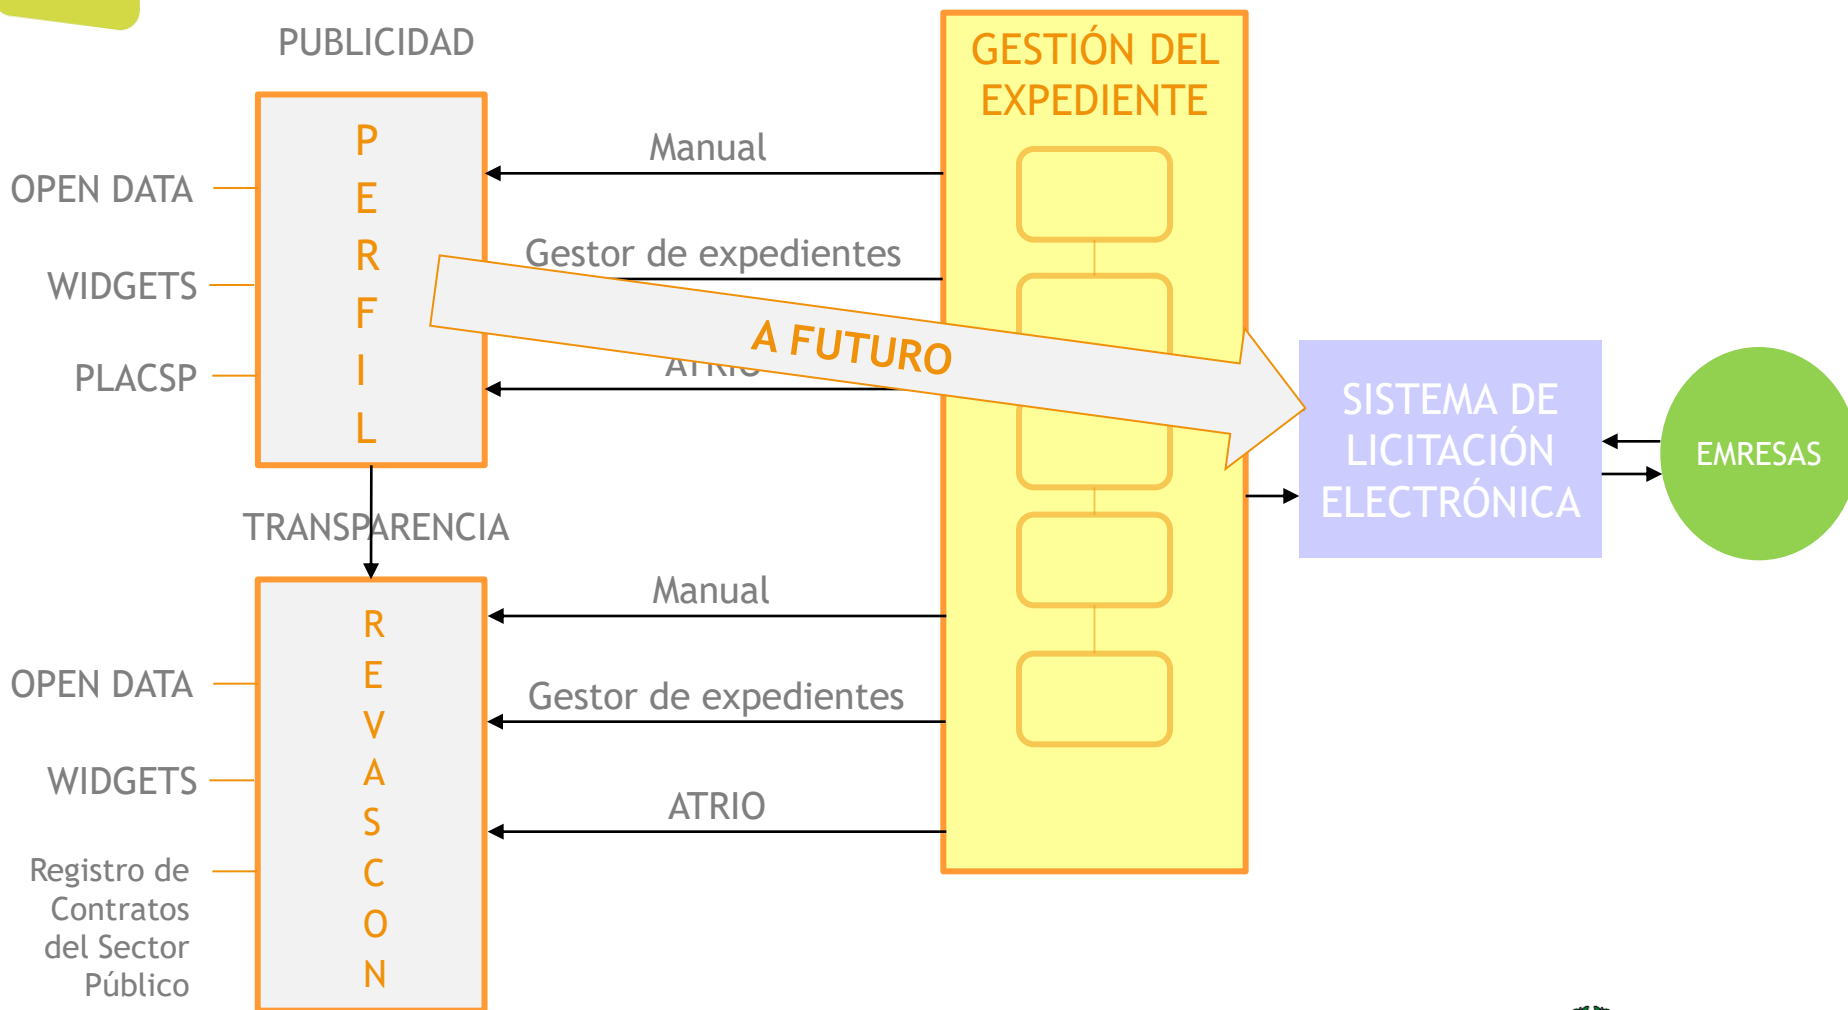 PUBLICIDAD
P
E
R
F
I
L
OPEN DATA
WIDGETS
PLACSP
Manual
Gestor de expedientes
ATRIO
A FUTURO
GESTIÓN DEL
EXPEDIENTE
SISTEMA DE
LICITACIÓN
ELECTRÓNICA
EMRESAS
TRANSPARENCIA
R
E
V
A
S
C
O
N
OPEN DATA
WIDGETS
Registro de
Contratos
del Sector
Público
Manual
Gestor de expedientes
ATRIO